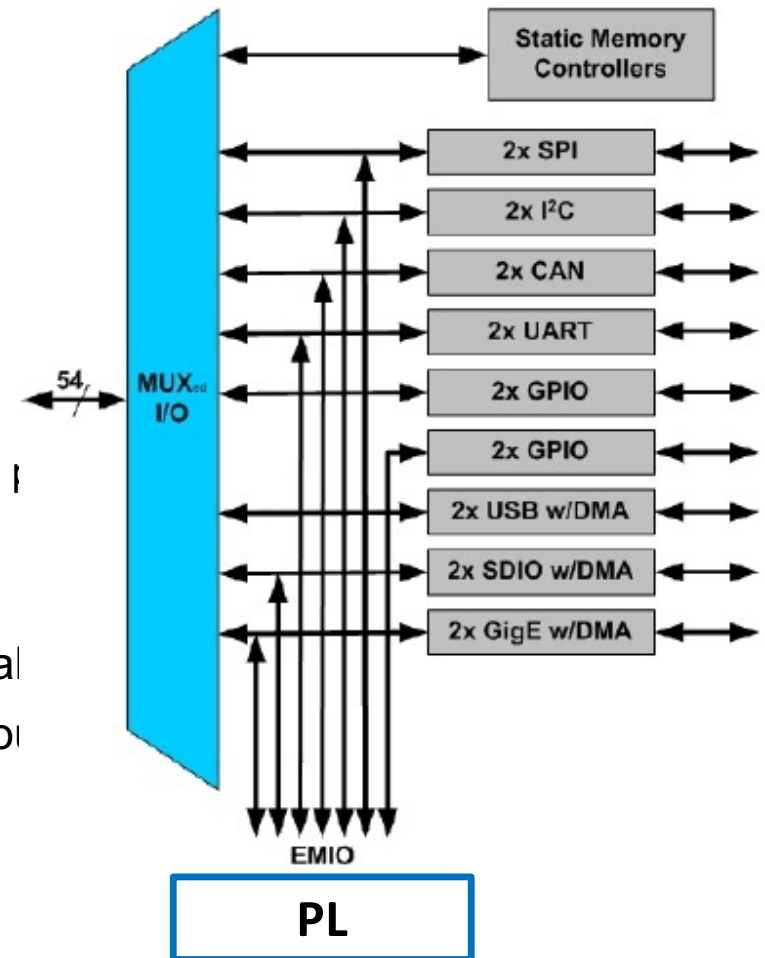 Static Memory
Controllers
2x SPI
2x I²C
2x CAN
2x UART
54
MUXed
I/O
2x GPIO
2x GPIO
2x USB w/DMA
2x SDIO w/DMA
2x GigE w/DMA
EMIO
PL